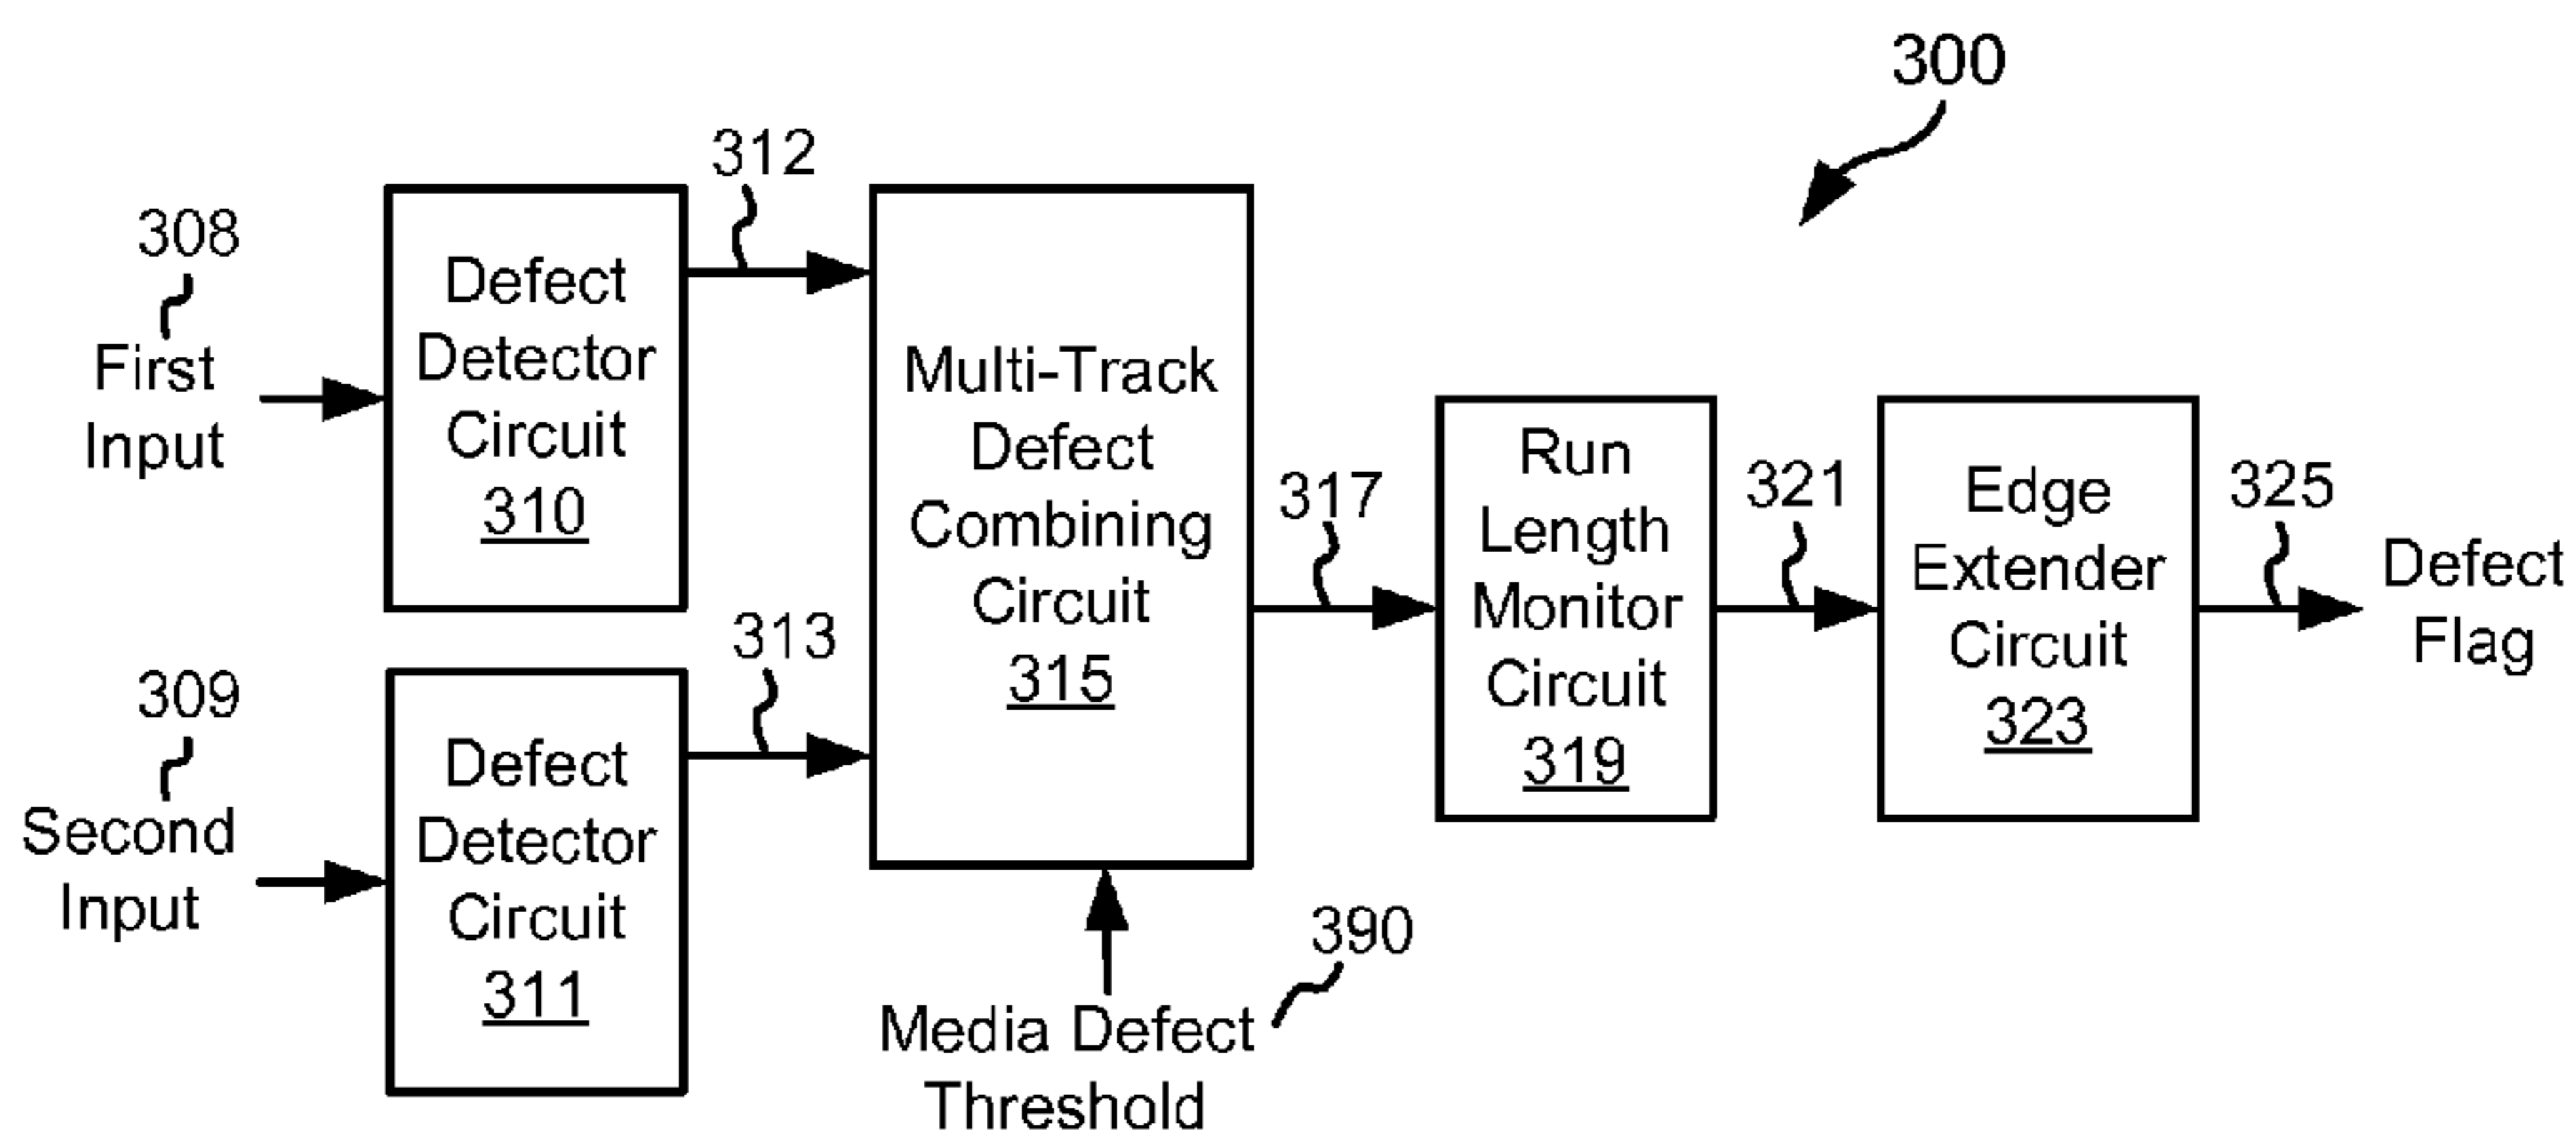 300
312
308
First
Input
Defect
Detector
Circuit
310
Multi-Track
Defect
Combining
Circuit
315
317
Run
Length
Monitor
Circuit
319
321
Edge
Extender
Circuit
323
325
Defect
Flag
313
309
Second
Input
Defect
Detector
Circuit
311
390
Media Defect
Threshold